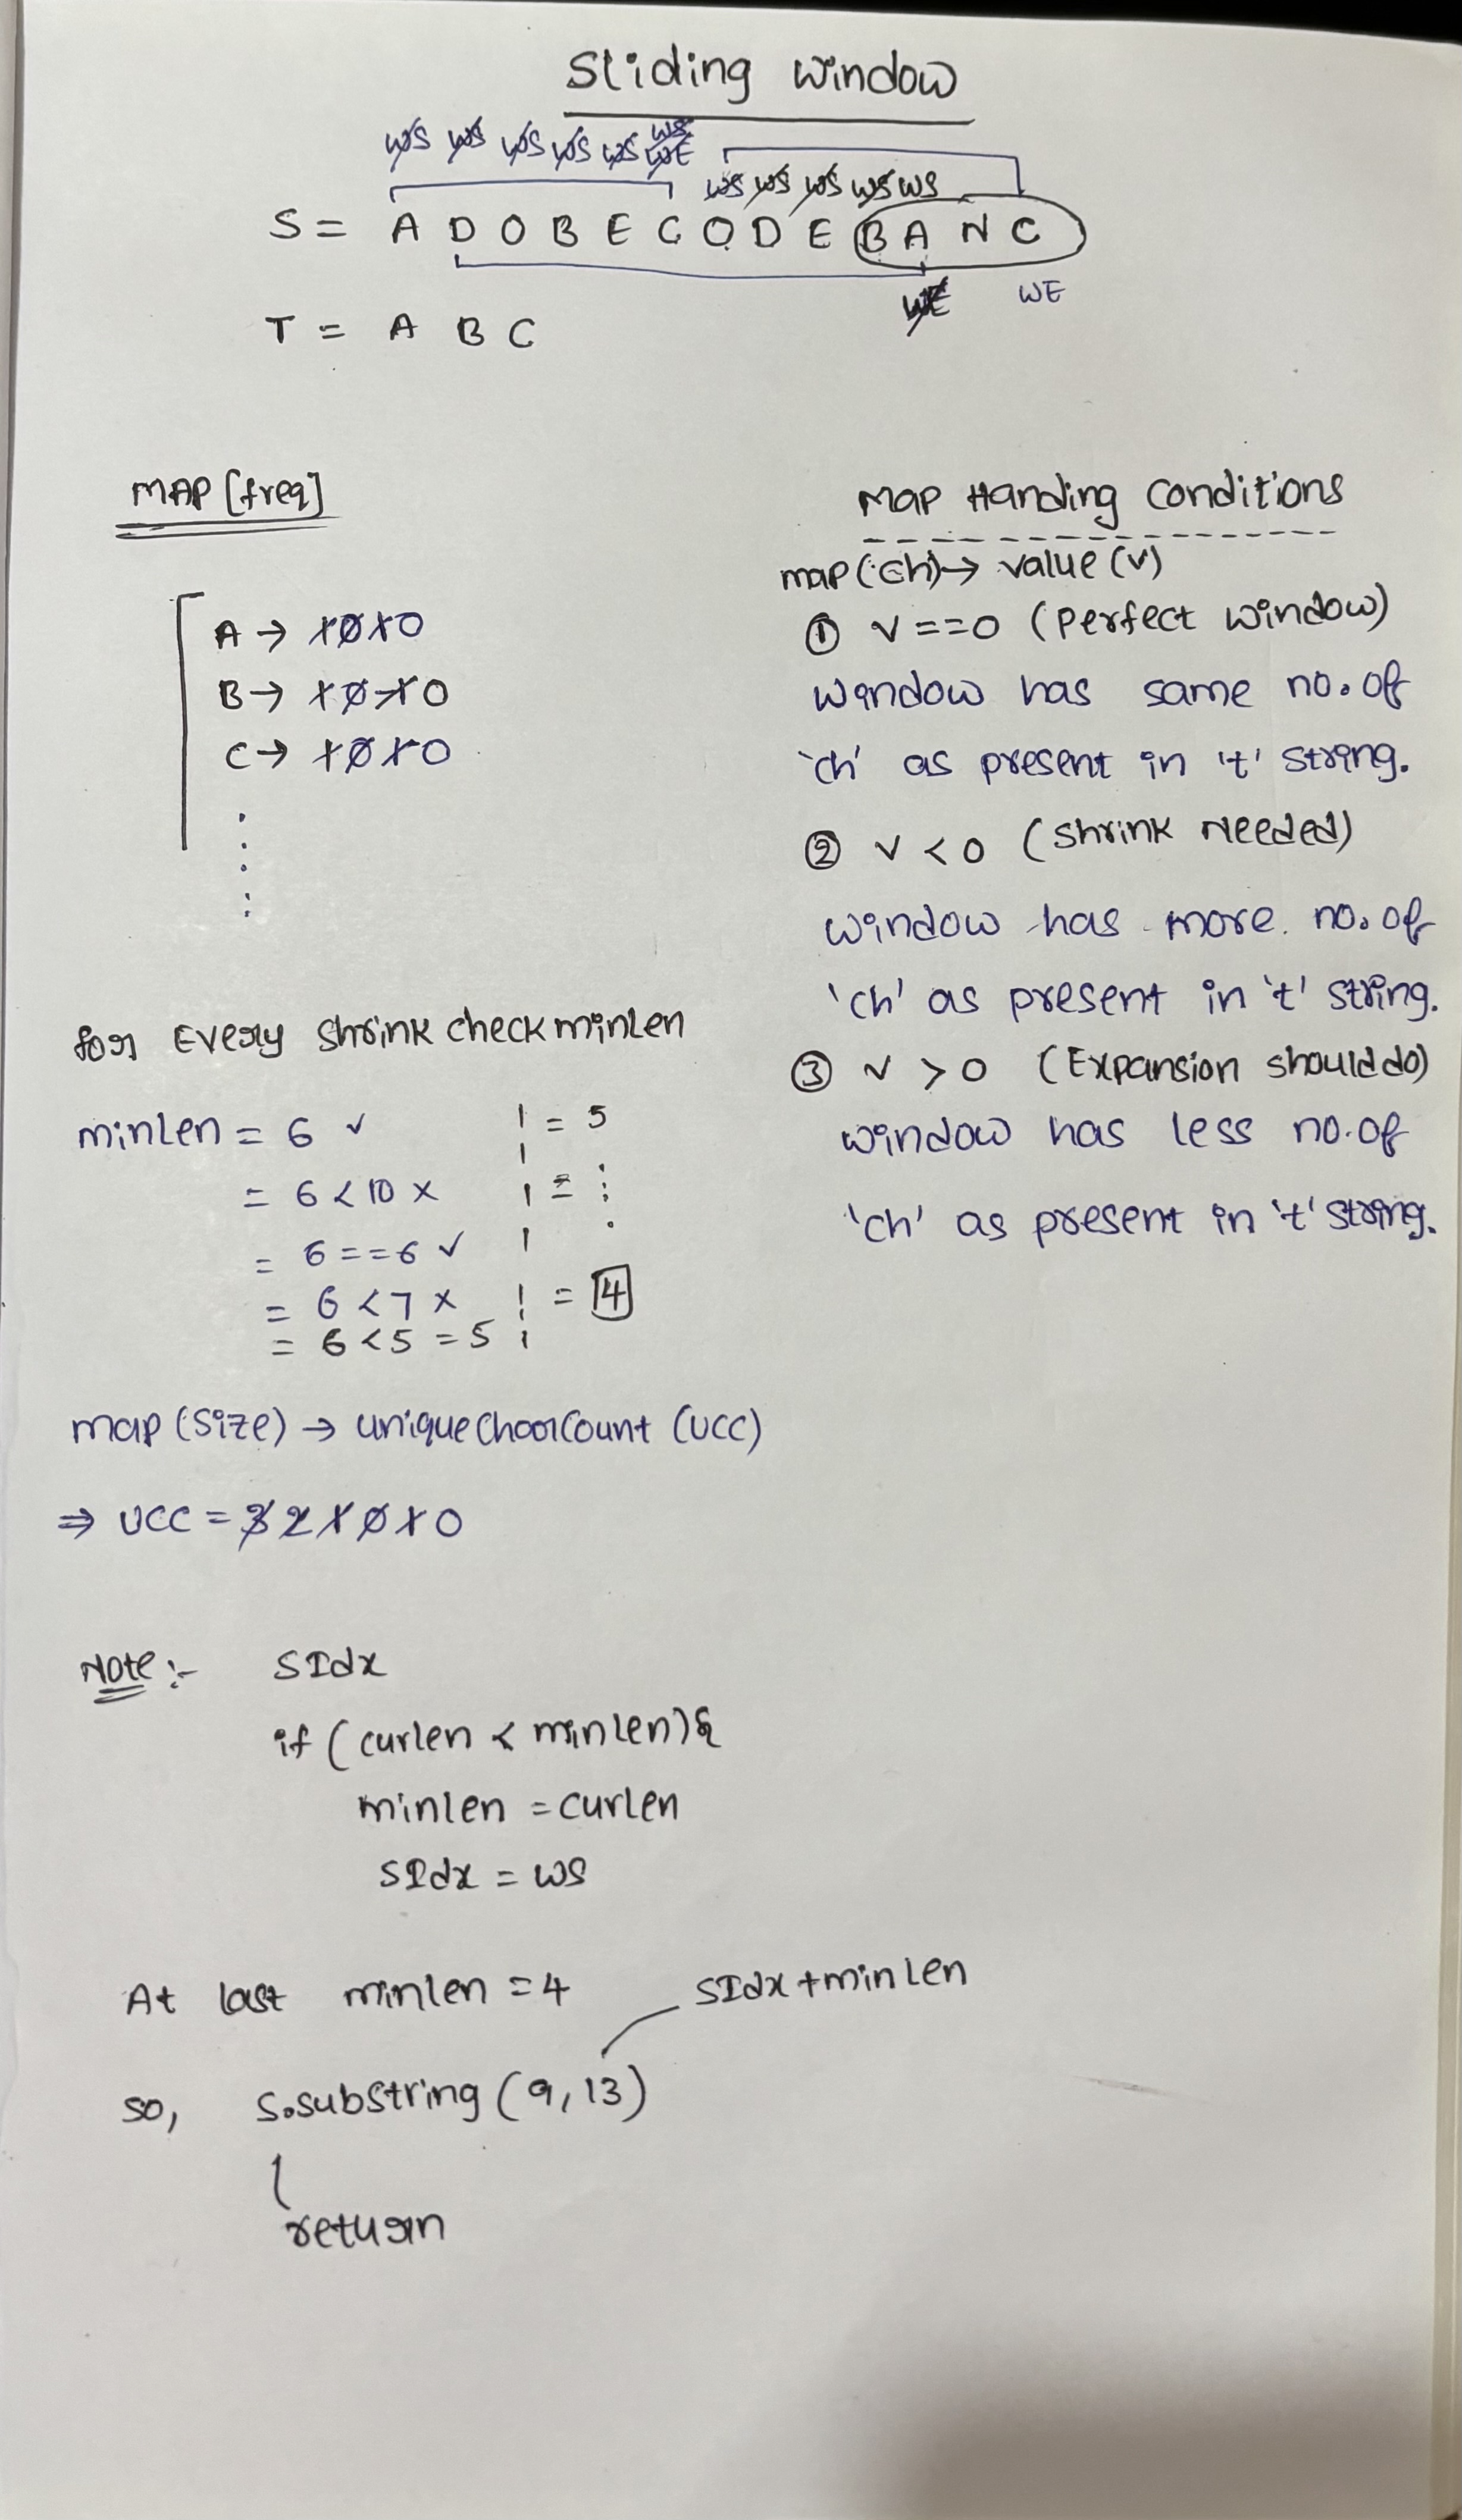 Sliding Window
WS WS WS WS WS WS
WE
WS WS WS WS WS
S = A D O B E C O D E B A N C
WE WE
T = A B C
MAP [freq]
A → 1 0 1 0
B → 1 0 1 0
C → 1 0 1 0
for Every shrink check minlen
minlen = 6 ✓
= 6 < 10 x
= 6 == 6 ✓
= 6 < 7 x
= 6 < 5 = 5
= 5
= :
= 4
map (size) → unique Char Count (UCC)
⇒ UCC = 3 2 1 0 1 0
Map Handing Conditions
map (ch) → value (v)
① v == 0 (perfect window)
window has same no. of
'ch' as present in 't' string.
② v < 0 (shrink Needed)
window has more no. of
'ch' as present in 't' string.
③ v > 0 (Expansion should do)
window has less no. of
'ch' as present in 't' string.
Note :- SIdx
if (curlen < minlen) {
minlen = curlen
SIdx = WS
At last minlen = 4
SIdx + minlen
so, S.substring (9, 13)
return